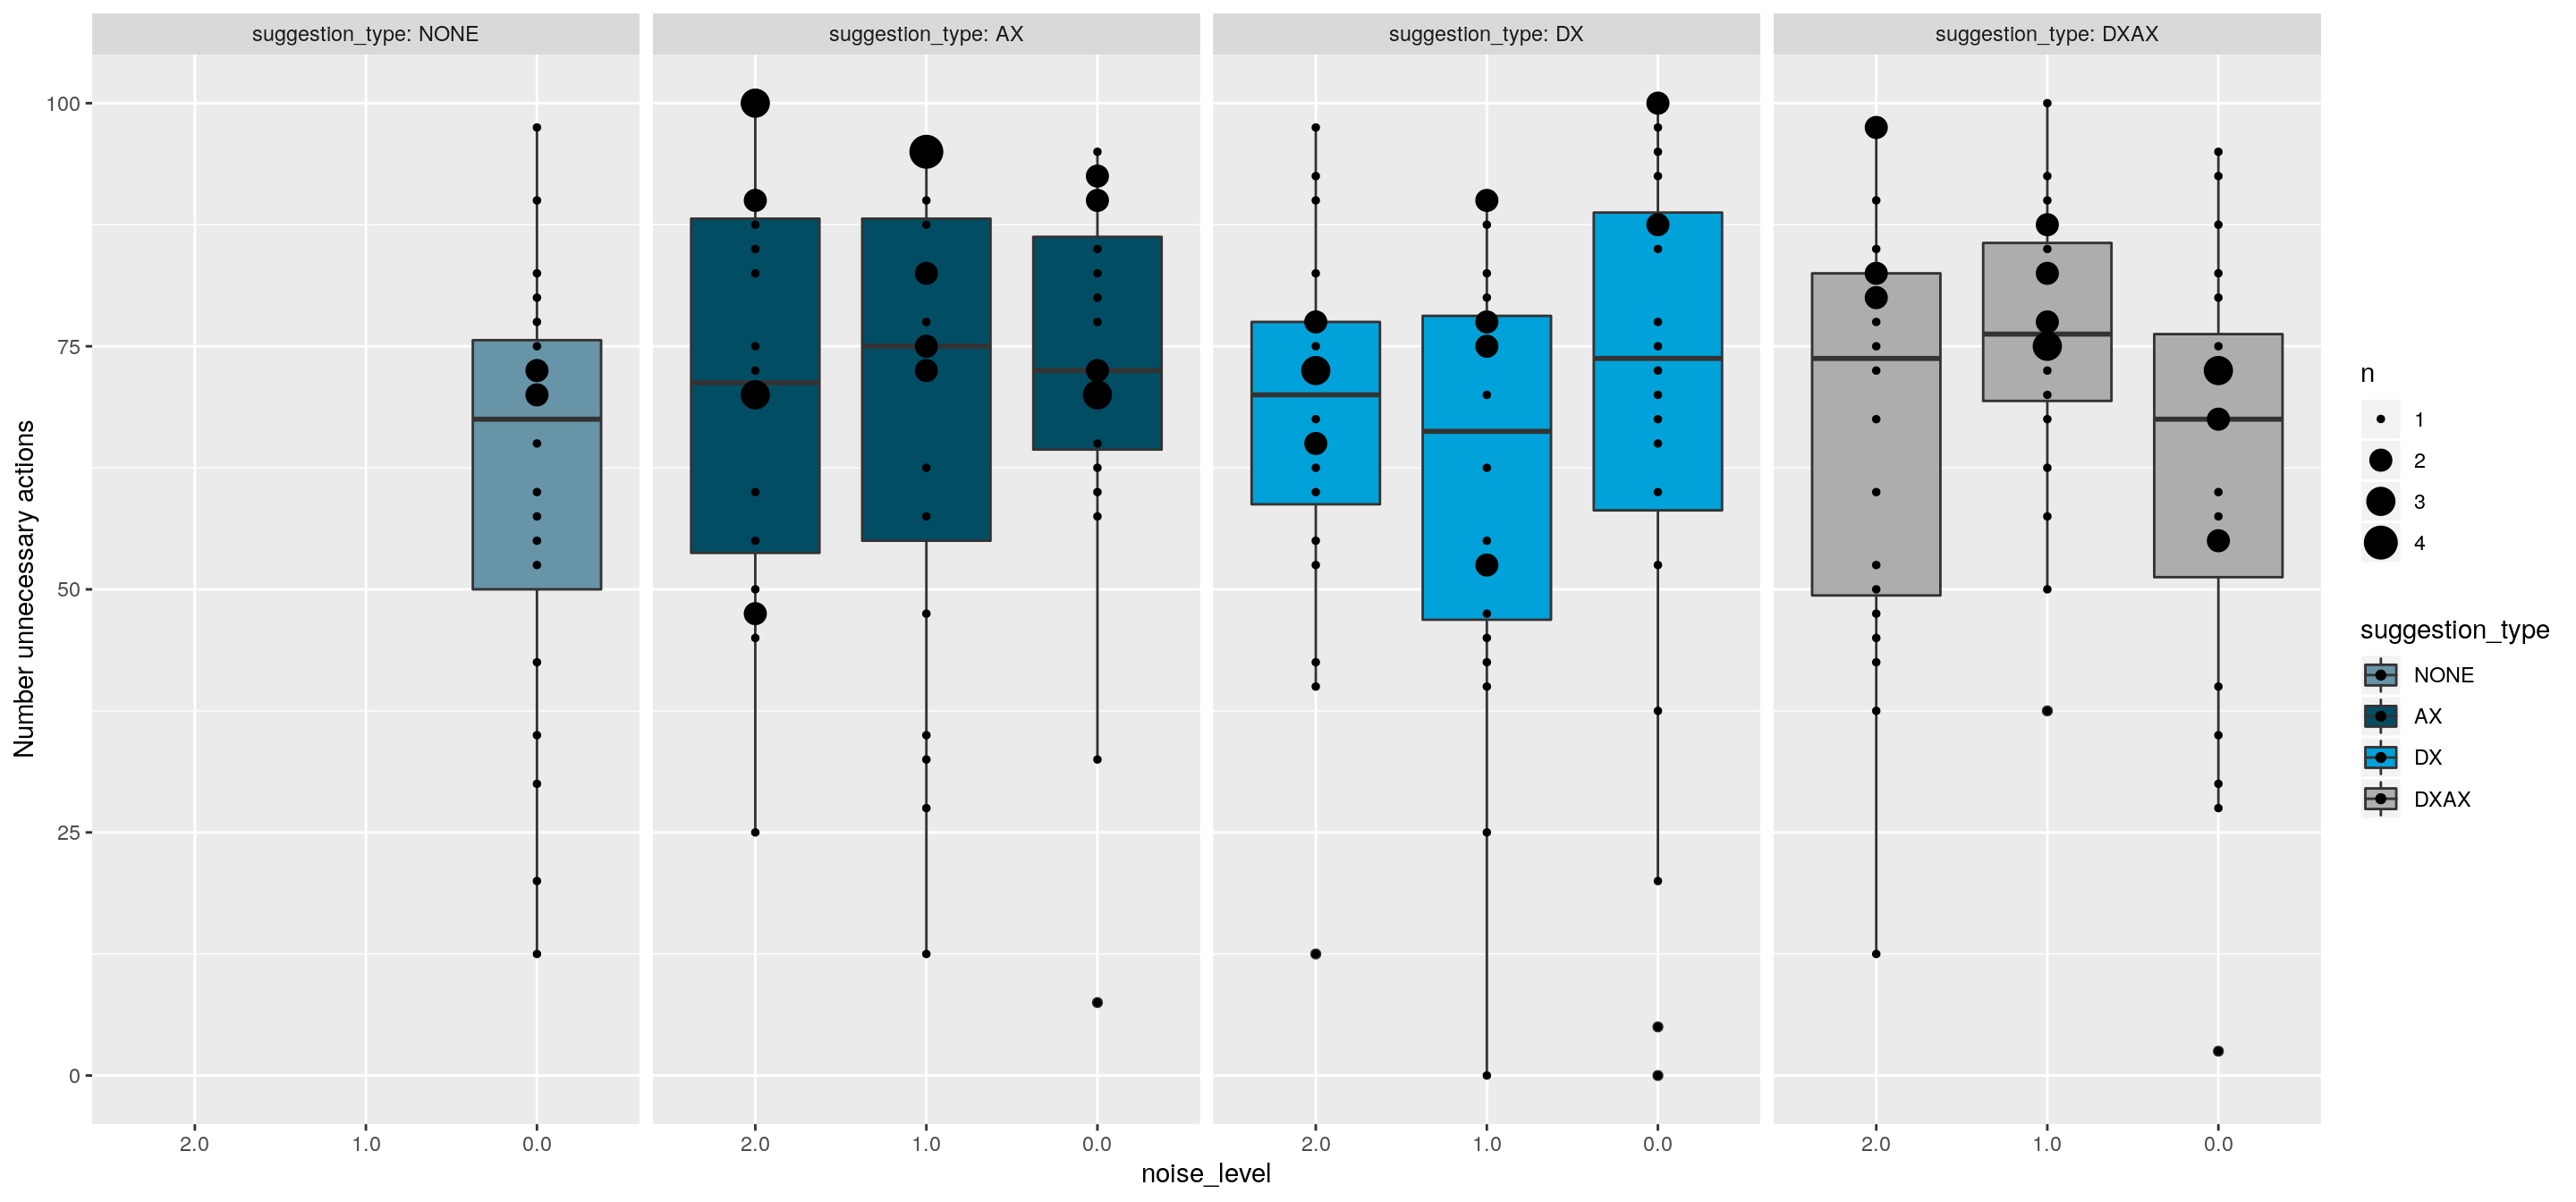 suggestion_type: NONE
suggestion_type: AX
suggestion_type: DX
suggestion_type: DXAX
Number unnecessary actions
100
75
50
25
0
2.0 1.0 0.0
2.0 1.0 0.0
2.0 1.0 0.0
2.0 1.0 0.0
noise_level
n
1
2
3
4
suggestion_type
NONE
AX
DX
DXAX